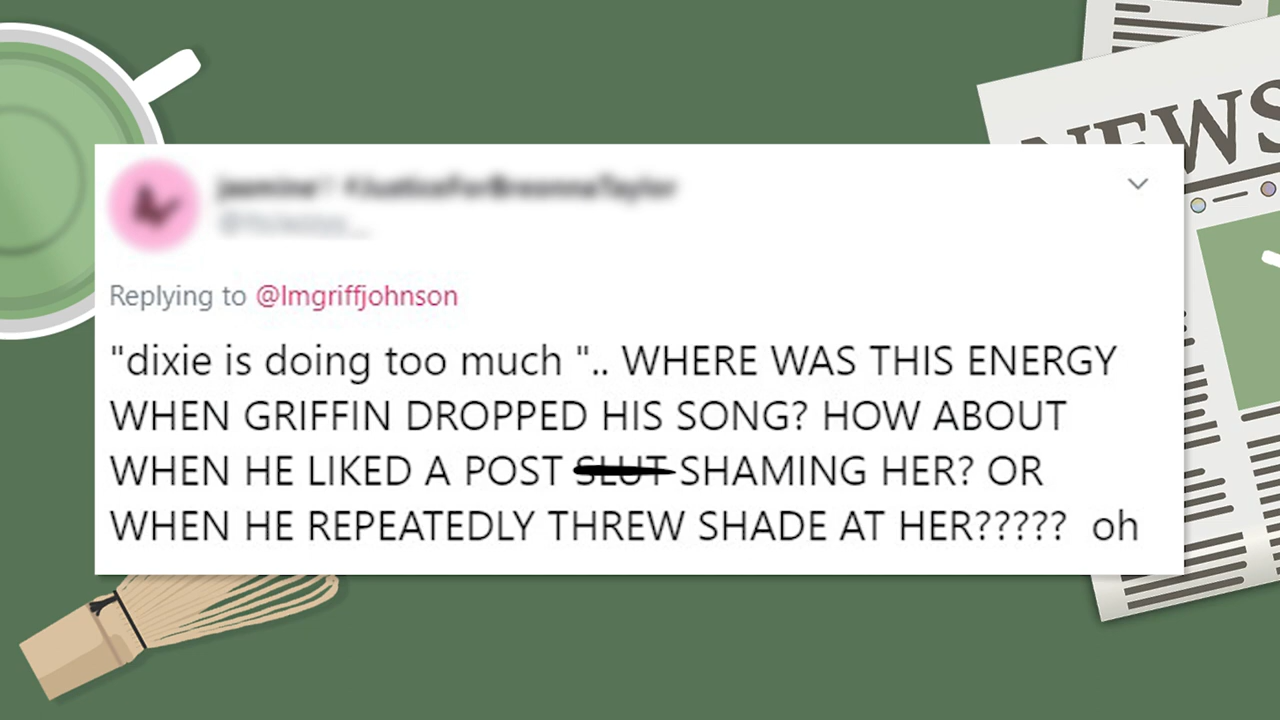 NEWS
Replying to @Imgriffjohnson
"dixie is doing too much ".. WHERE WAS THIS ENERGY
WHEN GRIFFIN DROPPED HIS SONG? HOW ABOUT
WHEN HE LIKED A POST SLUT SHAMING HER? OR
WHEN HE REPEATEDLY THREW SHADE AT HER????? oh